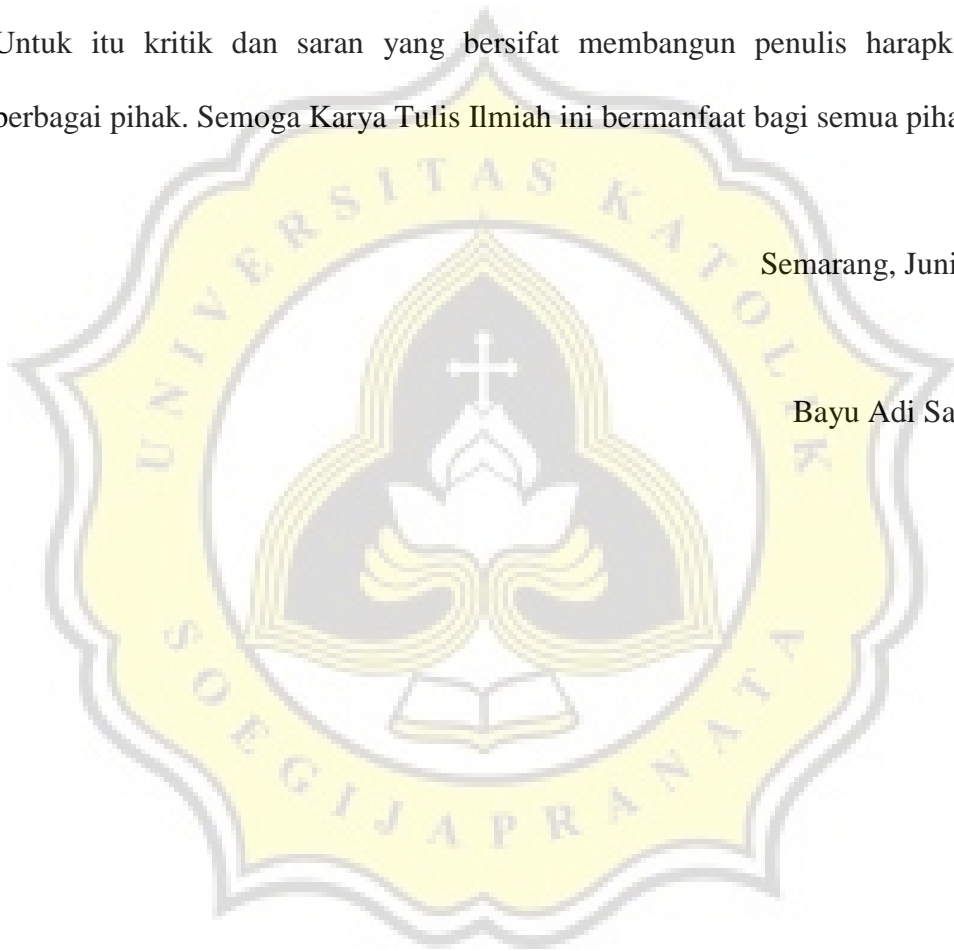 Untuk itu kritik dan saran yang bersifat membangun penulis harapk
berbagai pihak. Semoga Karya Tulis Ilmiah ini bermanfaat bagi semua piha
Semarang, Juni
Bayu Adi Sa
UNIVERSITAS KATOLIK
SOEGIJAPRANATA